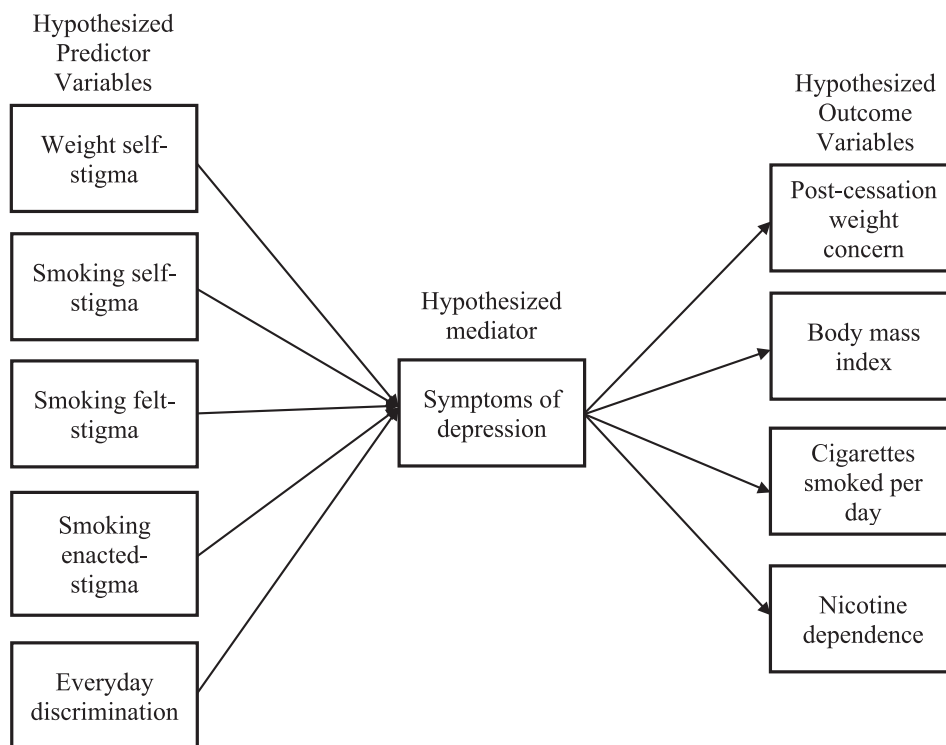 Hypothesized
Predictor
Variables
Weight self-
stigma
Smoking self-
stigma
Smoking felt-
stigma
Smoking
enacted-
stigma
Everyday
discrimination
Hypothesized
mediator
Symptoms of
depression
Hypothesized
Outcome
Variables
Post-cessation
weight
concern
Body mass
index
Cigarettes
smoked per
day
Nicotine
dependence